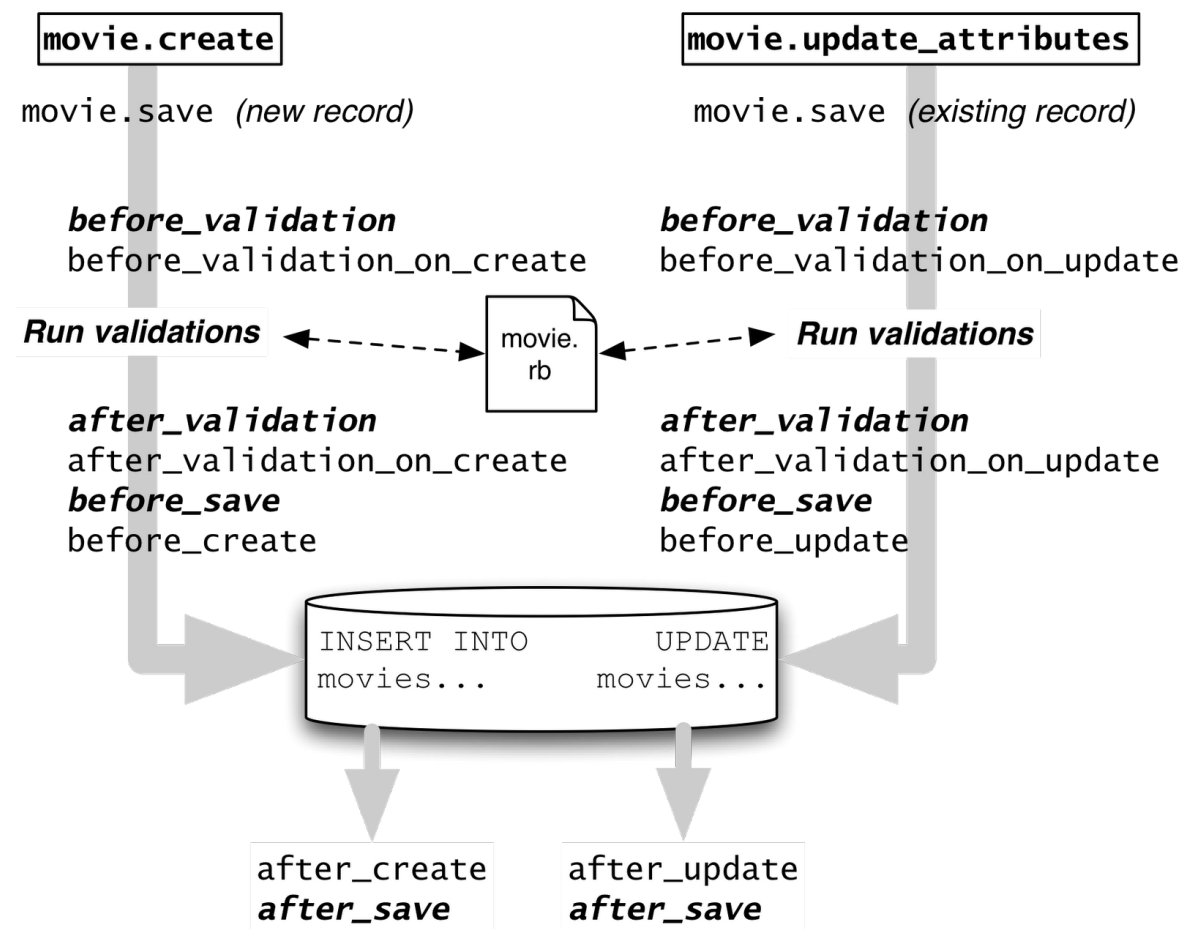 movie.create
movie.save (new record)
before_validation
before_validation_on_create
Run validations
after_validation
after_validation_on_create
before_save
before_create
movie.
rb
movie.update_attributes
movie.save (existing record)
before_validation
before_validation_on_update
Run validations
after_validation
after_validation_on_update
before_save
before_update
INSERT INTO
movies...
UPDATE
movies...
after_create
after_save
after_update
after_save